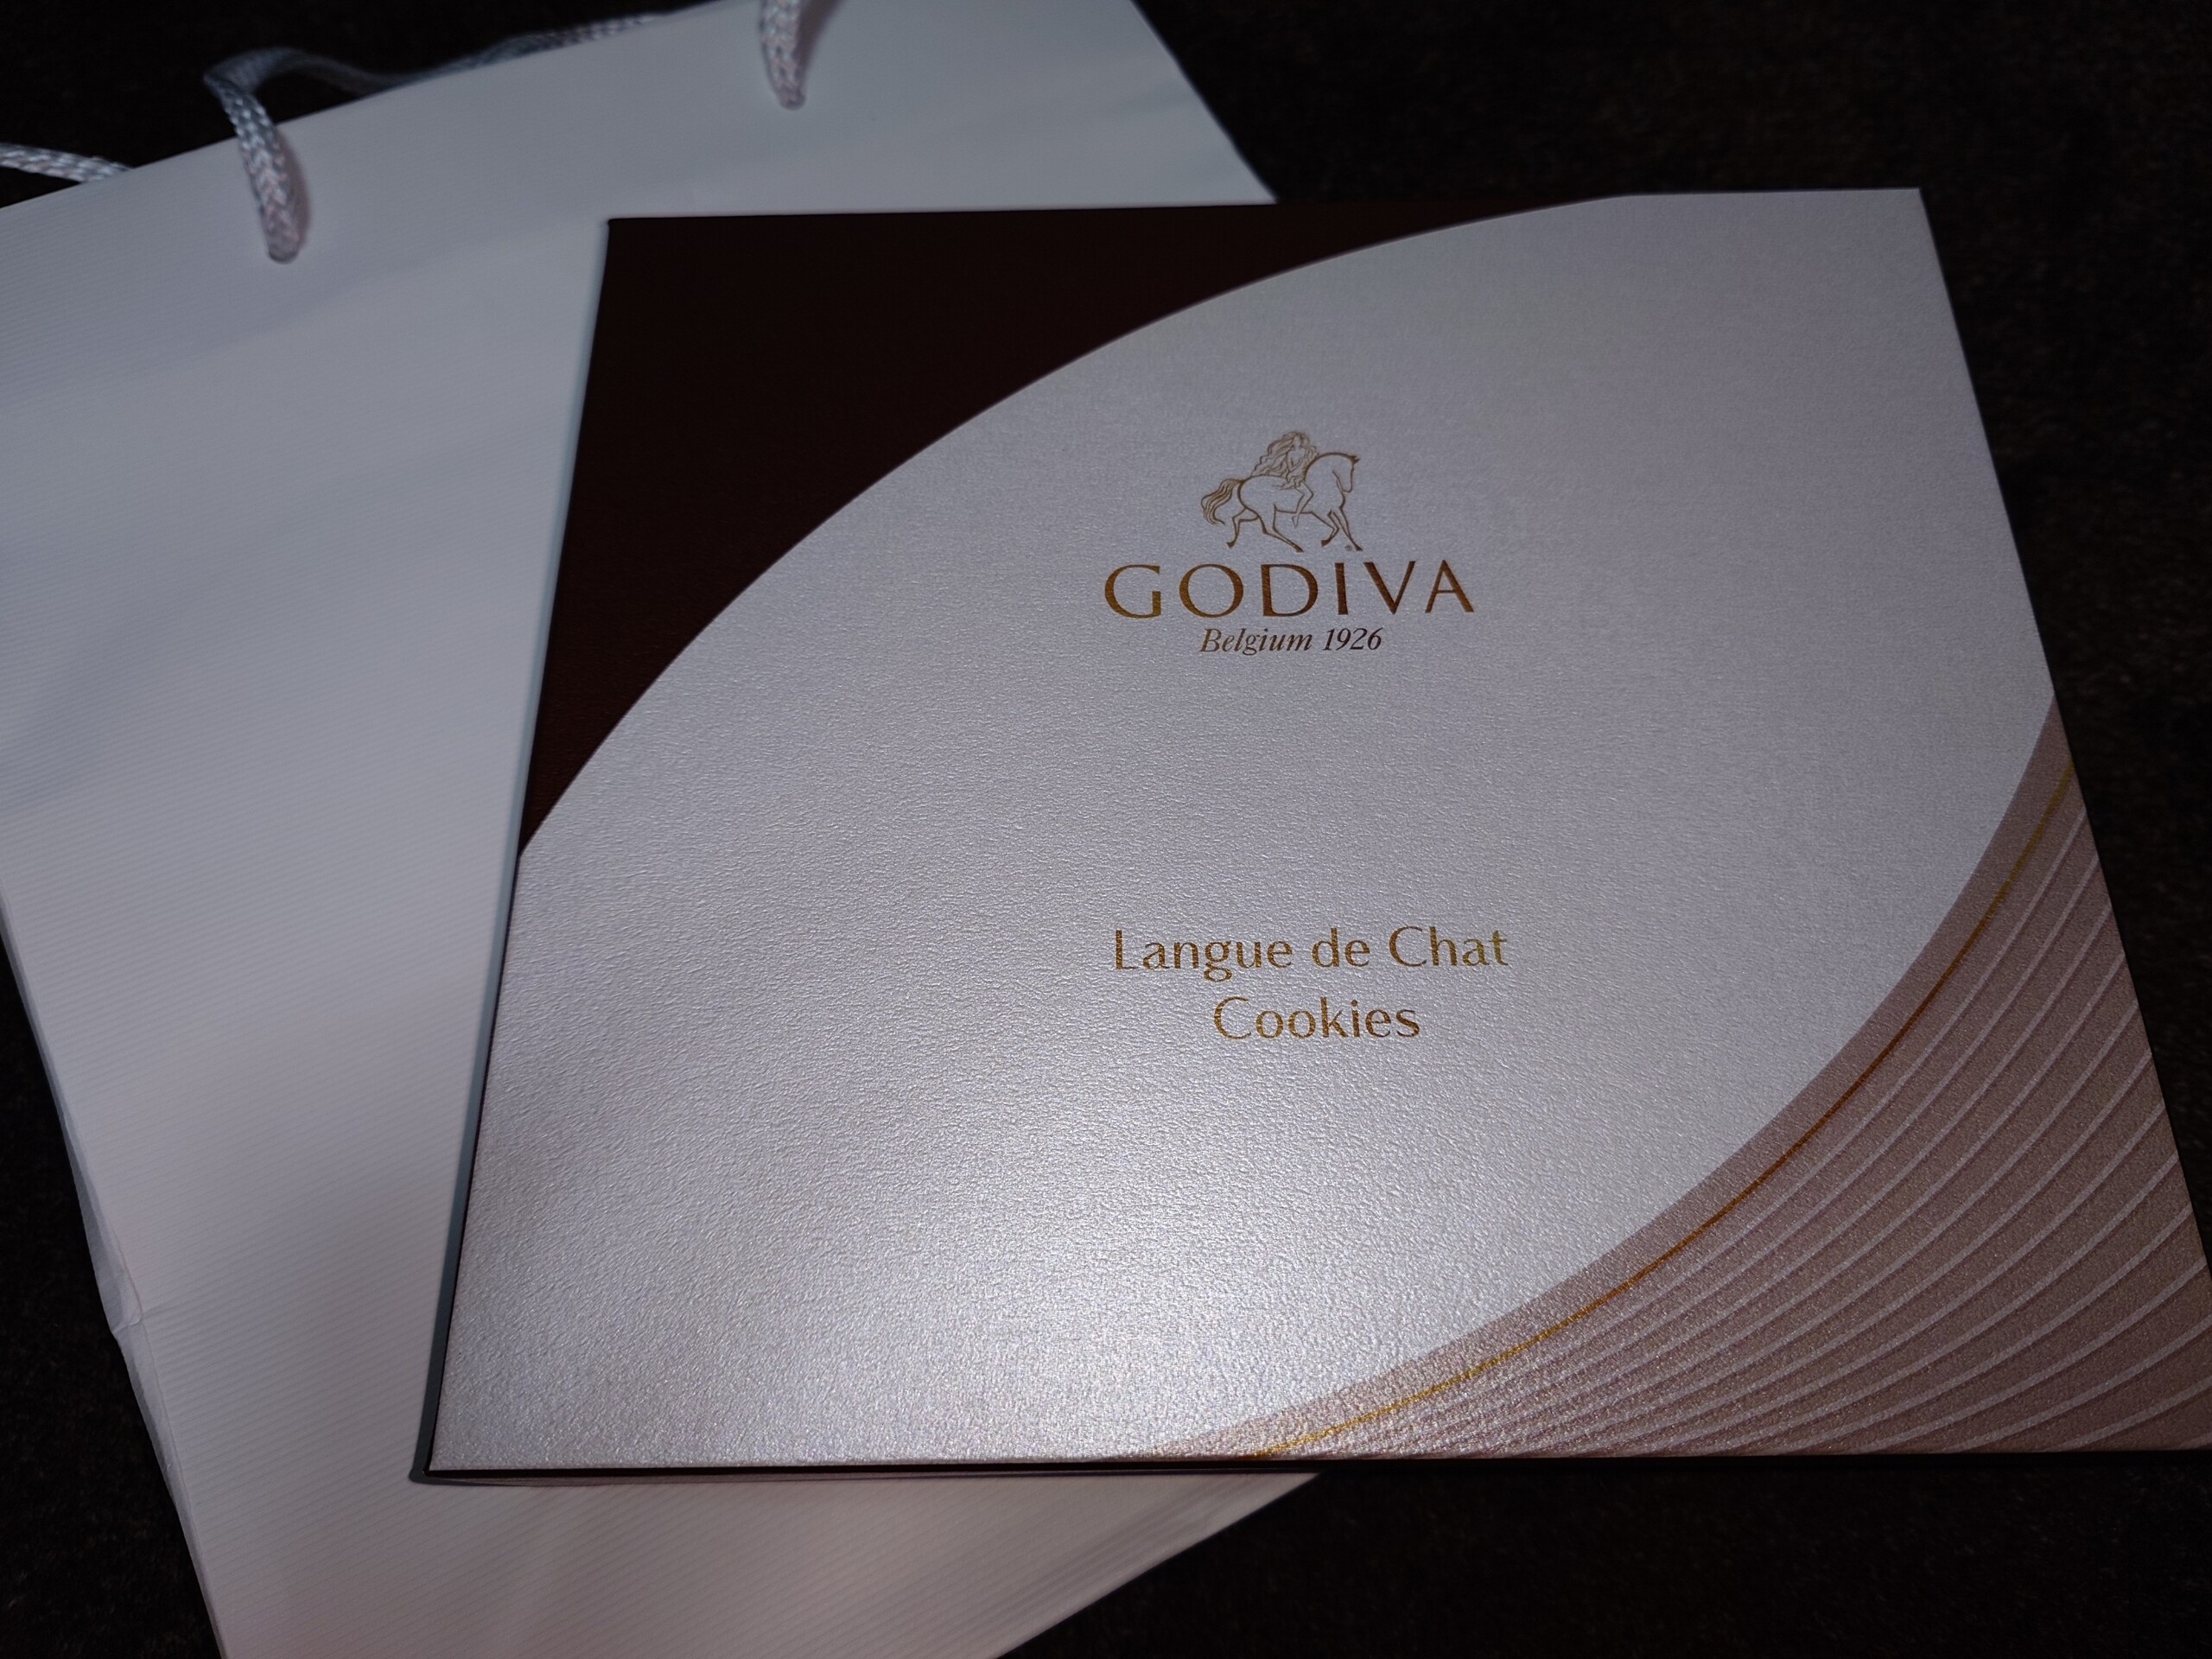 GODIVA
Belgium 1926
Langue de Chat
Cookies